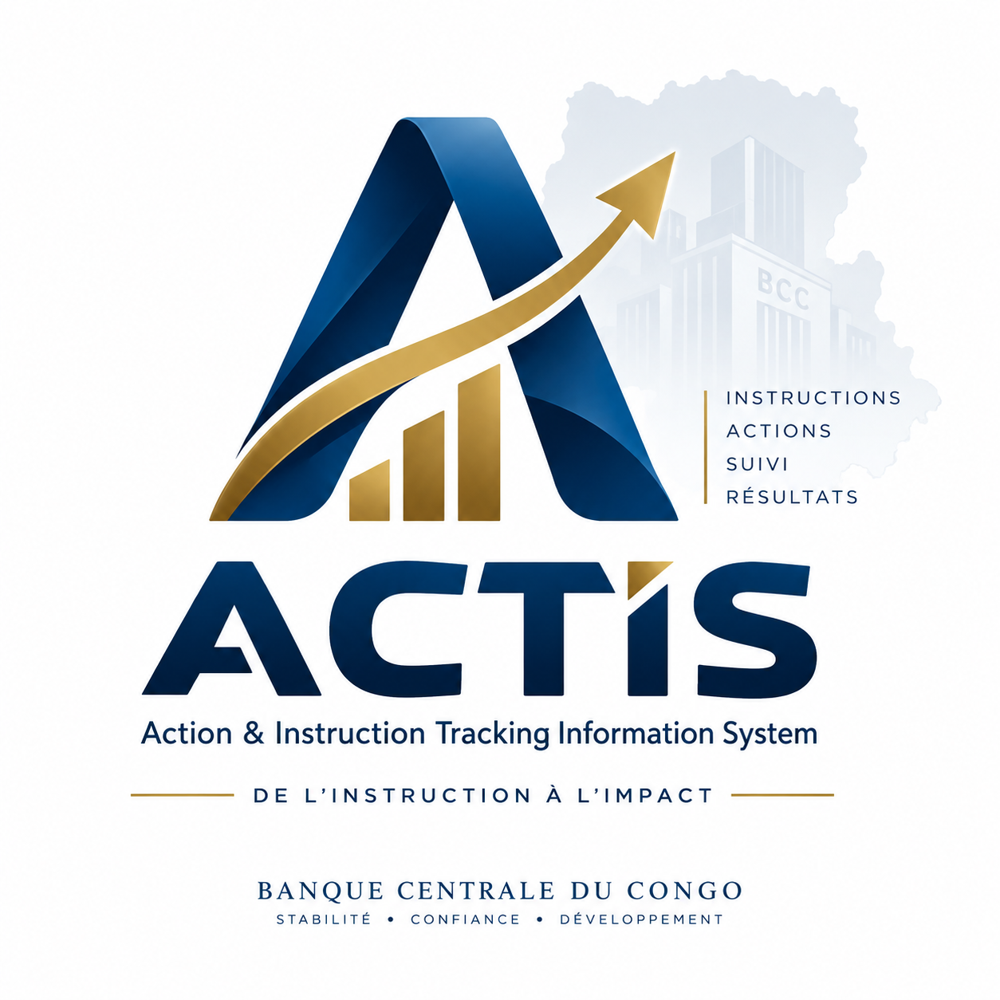 BCC
INSTRUCTIONS
ACTIONS
SUIVI
RÉSULTATS
ACTIS
Action & Instruction Tracking Information System
DE L’INSTRUCTION À L’IMPACT
BANQUE CENTRALE DU CONGO
STABILITÉ • CONFIANCE • DÉVELOPPEMENT